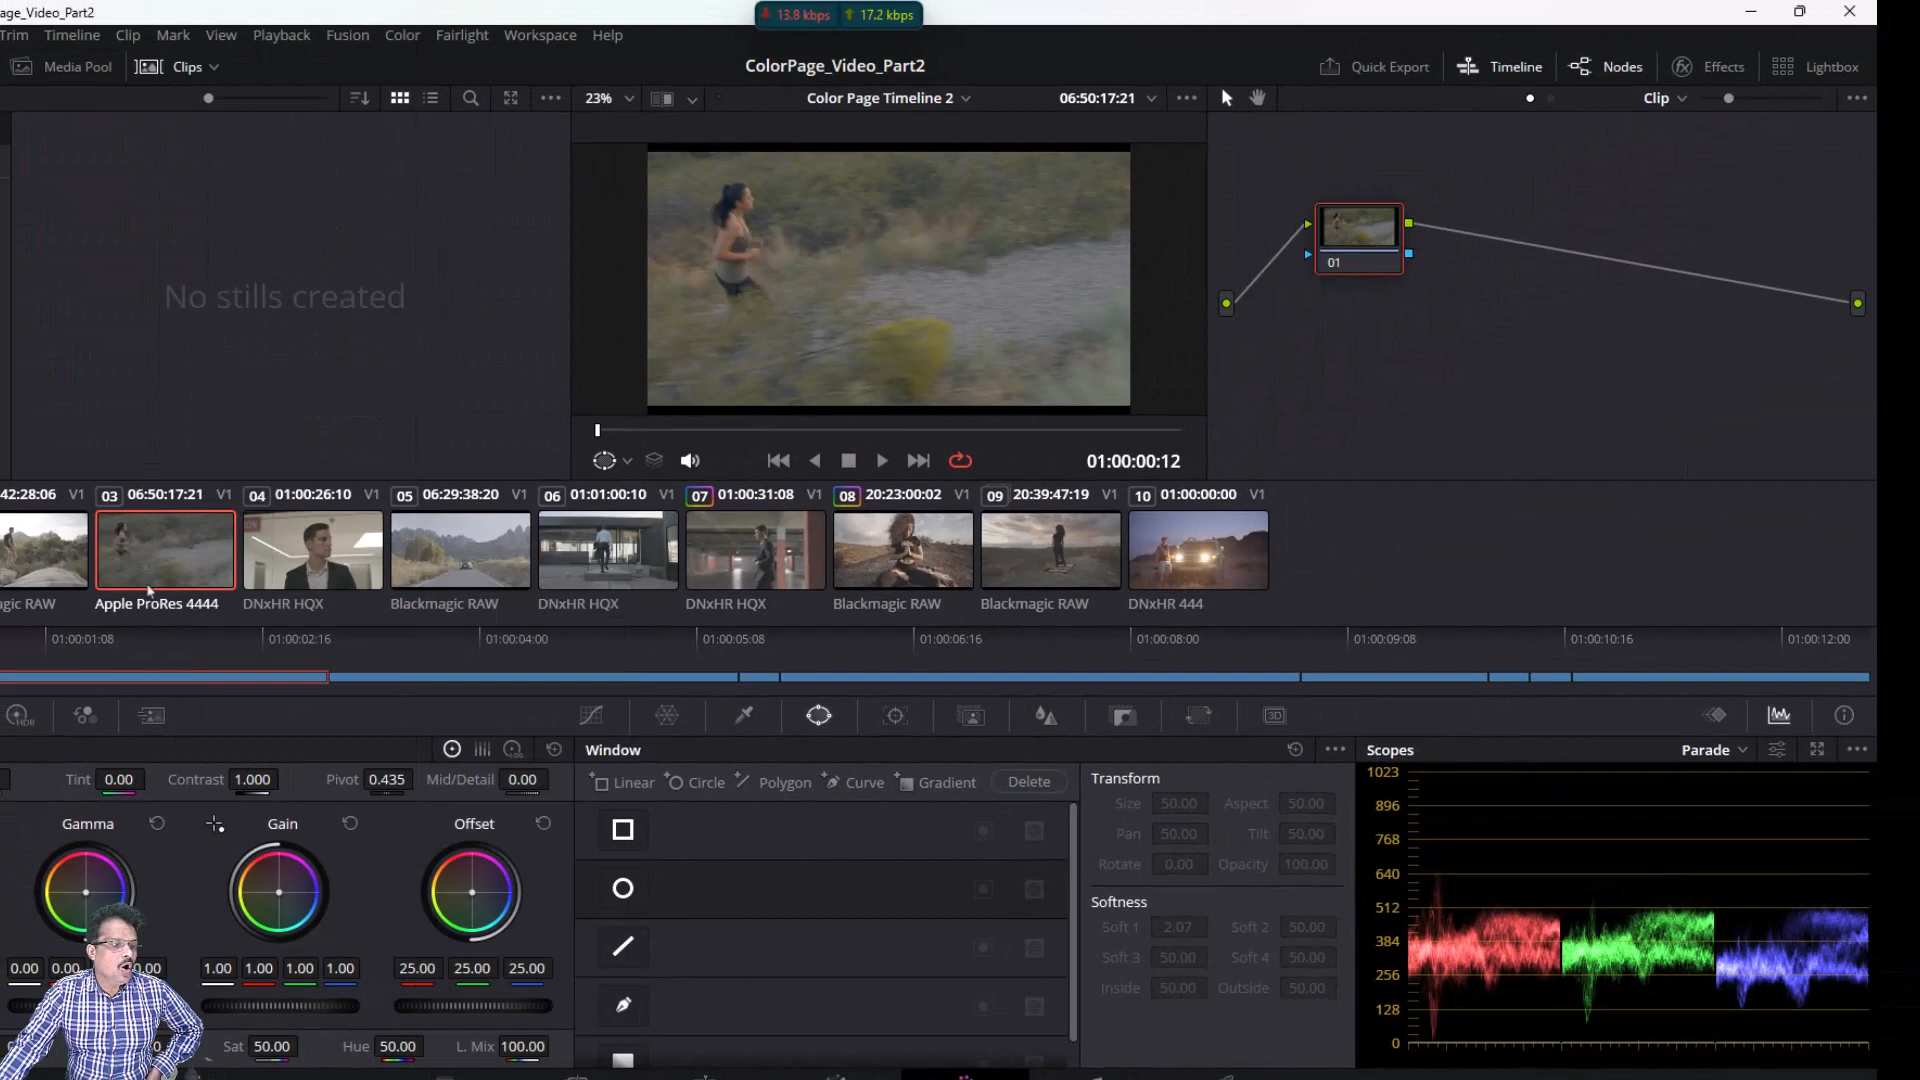 age_Video_Part2
13.8 kbps 17.2 kbps
Trim Timeline Clip Mark View Playback Fusion Color Fairlight Workspace Help
Media Pool Clips ColorPage_Video_Part2 Quick Export Timeline Nodes Effects Lightbox
23% Color Page Timeline 2 06:50:17:21 Clip
No stills created
01
01:00:00:12
42:28:06 V1 03 06:50:17:21 V1 04 01:00:26:10 V1 05 06:29:38:20 V1 06 01:01:00:10 V1 07 01:00:31:08 V1 08 20:23:00:02 V1 09 20:39:47:19 V1 10 01:00:00:00 V1
agic RAW Apple ProRes 4444 DNxHR HQX Blackmagic RAW DNxHR HQX DNxHR HQX Blackmagic RAW Blackmagic RAW DNxHR 444
01:00:01:08 01:00:02:16 01:00:04:00 01:00:05:08 01:00:06:16 01:00:08:00 01:00:09:08 01:00:10:16 01:00:12:00
HDR 3D
LOG Window Scopes Parade
Tint 0.00 Contrast 1.000 Pivot 0.435 Mid/Detail 0.00
Linear Circle Polygon Curve Gradient Delete
Gamma Gain Offset
0.00 0.0 0.00 1.00 1.00 1.00 1.00 25.00 25.00 25.00
Sat 50.00 Hue 50.00 L. Mix 100.00
Transform
Size 50.00 Aspect 50.00
Pan 50.00 Tilt 50.00
Rotate 0.00 Opacity 100.00
Softness
Soft 1 2.07 Soft 2 50.00
Soft 3 50.00 Soft 4 50.00
Inside 50.00 Outside 50.00
1023
896
768
640
512
384
256
128
0